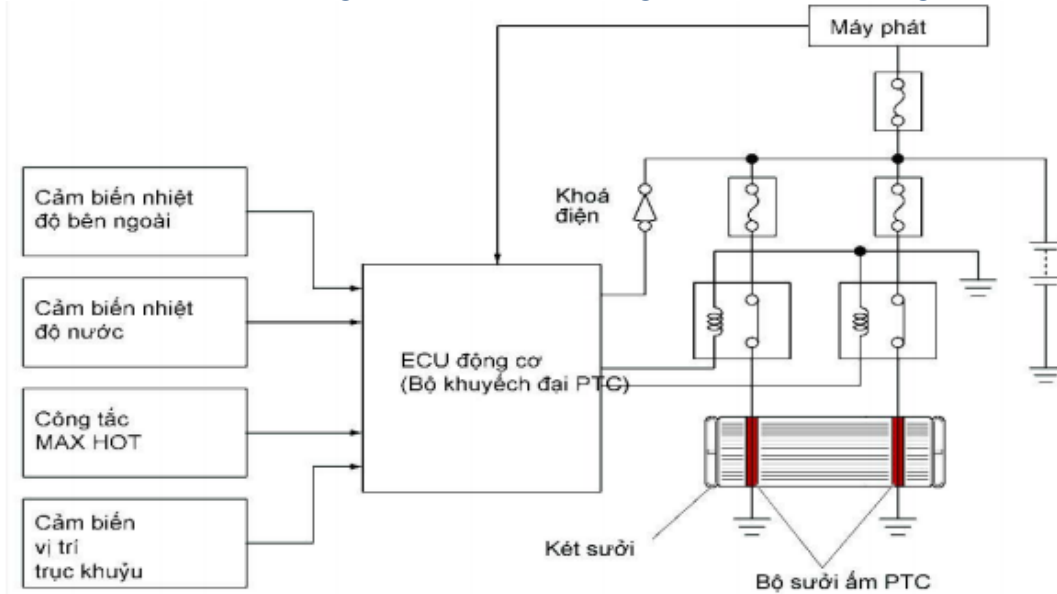 Máy phát
Cảm biến nhiệt
độ bên ngoài
Khoá
điện
Cảm biến nhiệt
độ nước
ECU động cơ
(Bộ khuyếch đại PTC)
Công tắc
MAX HOT
Cảm biến
vị trí
trục khuỷu
Két sưởi
Bộ sưởi ấm PTC